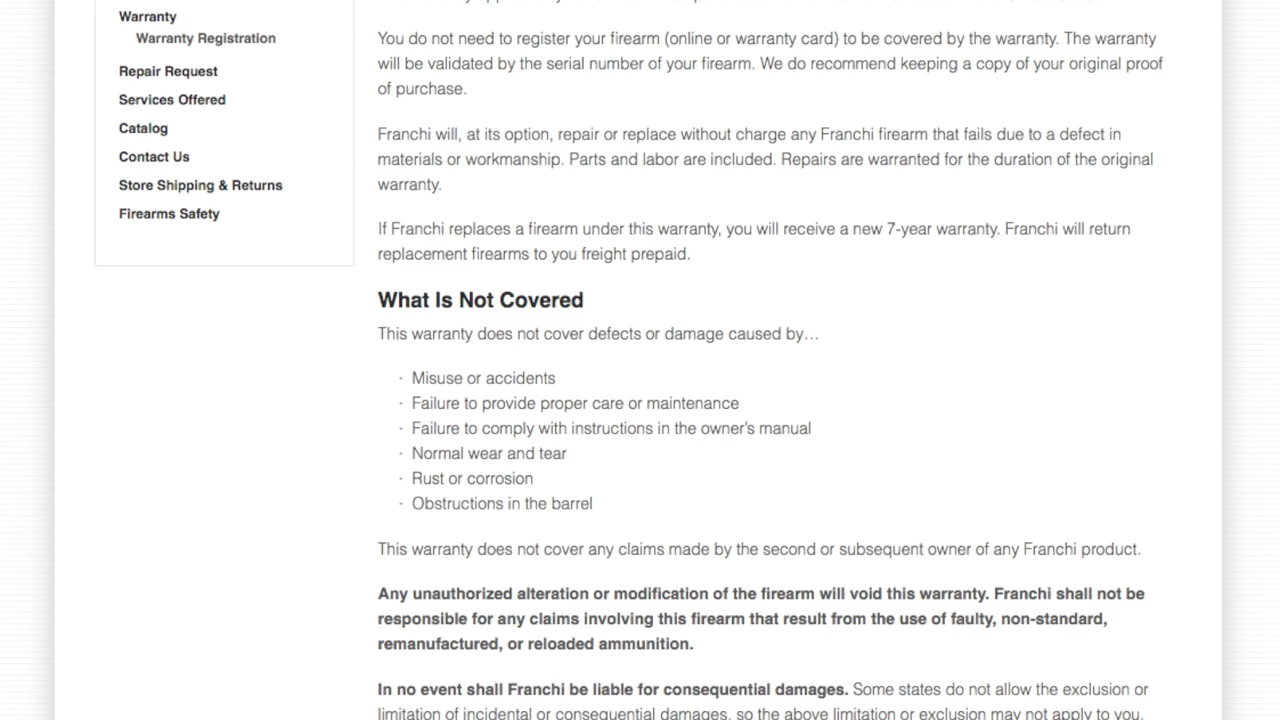 Warranty
Warranty Registration
Repair Request
Services Offered
Catalog
Contact Us
Store Shipping & Returns
Firearms Safety
You do not need to register your firearm (online or warranty card) to be covered by the warranty. The warranty
will be validated by the serial number of your firearm. We do recommend keeping a copy of your original proof
of purchase.
Franchi will, at its option, repair or replace without charge any Franchi firearm that fails due to a defect in
materials or workmanship. Parts and labor are included. Repairs are warranted for the duration of the original
warranty.
If Franchi replaces a firearm under this warranty, you will receive a new 7-year warranty. Franchi will return
replacement firearms to you freight prepaid.
What Is Not Covered
This warranty does not cover defects or damage caused by…
· Misuse or accidents
· Failure to provide proper care or maintenance
· Failure to comply with instructions in the owner's manual
· Normal wear and tear
· Rust or corrosion
· Obstructions in the barrel
This warranty does not cover any claims made by the second or subsequent owner of any Franchi product.
Any unauthorized alteration or modification of the firearm will void this warranty. Franchi shall not be
responsible for any claims involving this firearm that result from the use of faulty, non-standard,
remanufactured, or reloaded ammunition.
In no event shall Franchi be liable for consequential damages. Some states do not allow the exclusion or
limitation of incidental or consequential damages, so the above limitation or exclusion may not apply to you.